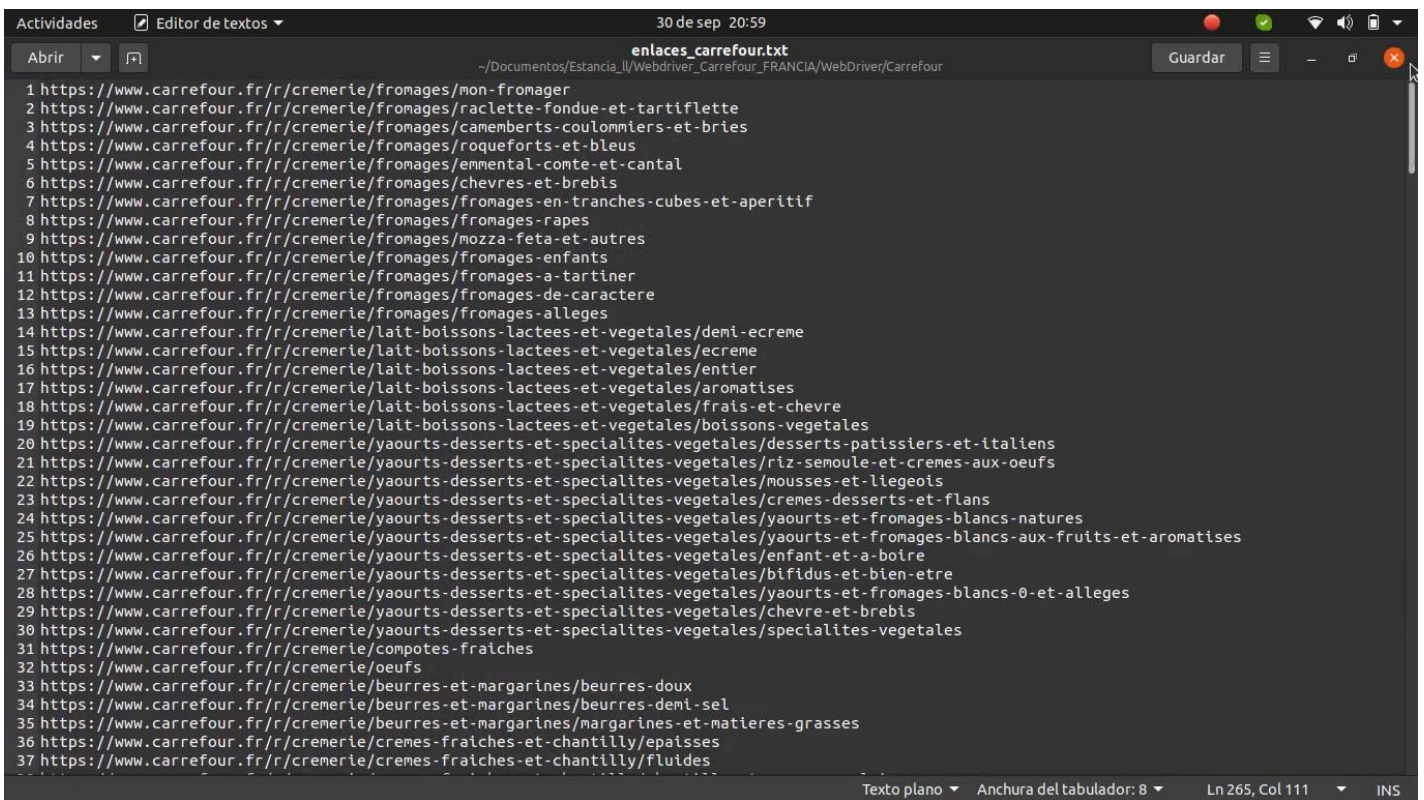 Actividades Editor de textos 30 de sep 20:59
Abrir enlaces_carrefour.txt Guardar
~/Documentos/Estancia_ll/Webdriver_Carrefour_FRANCIA/WebDriver/Carrefour
1 https://www.carrefour.fr/r/cremerie/fromages/mon-fromager
2 https://www.carrefour.fr/r/cremerie/fromages/raclette-fondue-et-tartiflette
3 https://www.carrefour.fr/r/cremerie/fromages/camemberts-coulommiers-et-bries
4 https://www.carrefour.fr/r/cremerie/fromages/roqueforts-et-bleus
5 https://www.carrefour.fr/r/cremerie/fromages/emmental-comte-et-cantal
6 https://www.carrefour.fr/r/cremerie/fromages/chevres-et-brebis
7 https://www.carrefour.fr/r/cremerie/fromages/fromages-en-tranches-cubes-et-aperitif
8 https://www.carrefour.fr/r/cremerie/fromages/fromages-rapes
9 https://www.carrefour.fr/r/cremerie/fromages/mozza-feta-et-autres
10 https://www.carrefour.fr/r/cremerie/fromages/fromages-enfants
11 https://www.carrefour.fr/r/cremerie/fromages/fromages-a-tartiner
12 https://www.carrefour.fr/r/cremerie/fromages/fromages-de-caractere
13 https://www.carrefour.fr/r/cremerie/fromages/fromages-alleges
14 https://www.carrefour.fr/r/cremerie/lait-boissons-lactees-et-vegetales/demi-ecreme
15 https://www.carrefour.fr/r/cremerie/lait-boissons-lactees-et-vegetales/ecreme
16 https://www.carrefour.fr/r/cremerie/lait-boissons-lactees-et-vegetales/entier
17 https://www.carrefour.fr/r/cremerie/lait-boissons-lactees-et-vegetales/aromatises
18 https://www.carrefour.fr/r/cremerie/lait-boissons-lactees-et-vegetales/frais-et-chevre
19 https://www.carrefour.fr/r/cremerie/lait-boissons-lactees-et-vegetales/boissons-vegetales
20 https://www.carrefour.fr/r/cremerie/yaourts-desserts-et-specialites-vegetales/desserts-patissiers-et-italiens
21 https://www.carrefour.fr/r/cremerie/yaourts-desserts-et-specialites-vegetales/riz-semoule-et-cremes-aux-oeufs
22 https://www.carrefour.fr/r/cremerie/yaourts-desserts-et-specialites-vegetales/mousses-et-liegeois
23 https://www.carrefour.fr/r/cremerie/yaourts-desserts-et-specialites-vegetales/cremes-desserts-et-flans
24 https://www.carrefour.fr/r/cremerie/yaourts-desserts-et-specialites-vegetales/yaourts-et-fromages-blancs-natures
25 https://www.carrefour.fr/r/cremerie/yaourts-desserts-et-specialites-vegetales/yaourts-et-fromages-blancs-aux-fruits-et-aromatises
26 https://www.carrefour.fr/r/cremerie/yaourts-desserts-et-specialites-vegetales/enfant-et-a-boire
27 https://www.carrefour.fr/r/cremerie/yaourts-desserts-et-specialites-vegetales/bifidus-et-bien-etre
28 https://www.carrefour.fr/r/cremerie/yaourts-desserts-et-specialites-vegetales/yaourts-et-fromages-blancs-0-et-alleges
29 https://www.carrefour.fr/r/cremerie/yaourts-desserts-et-specialites-vegetales/chevre-et-brebis
30 https://www.carrefour.fr/r/cremerie/yaourts-desserts-et-specialites-vegetales/specialites-vegetales
31 https://www.carrefour.fr/r/cremerie/compotes-fraiches
32 https://www.carrefour.fr/r/cremerie/oeufs
33 https://www.carrefour.fr/r/cremerie/beurres-et-margarines/beurres-doux
34 https://www.carrefour.fr/r/cremerie/beurres-et-margarines/beurres-demi-sel
35 https://www.carrefour.fr/r/cremerie/beurres-et-margarines/margarines-et-matieres-grasses
36 https://www.carrefour.fr/r/cremerie/cremes-fraiches-et-chantilly/epaisses
37 https://www.carrefour.fr/r/cremerie/cremes-fraiches-et-chantilly/fluides
Texto plano Anchura del tabulador: 8 Ln 265, Col 111 INS